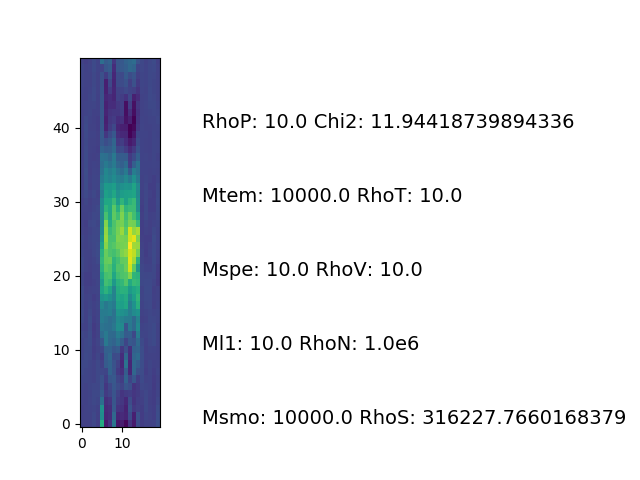 40
RhoP: 10.0 Chi2: 11.94418739894336
30
Mtem: 10000.0 RhoT: 10.0
20
Mspe: 10.0 RhoV: 10.0
10
Ml1: 10.0 RhoN: 1.0e6
0
Msmo: 10000.0 RhoS: 316227.7660168379
0 10